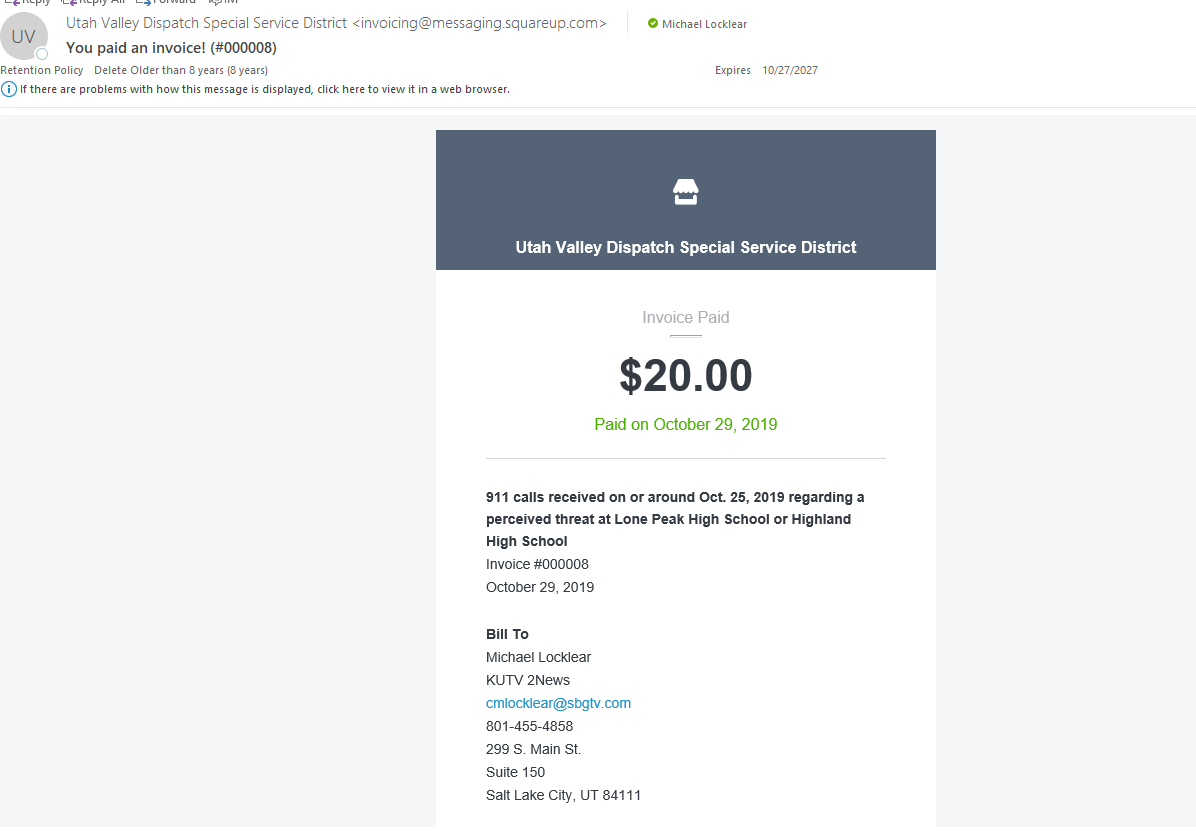 Reply Reply All Forward IM
Utah Valley Dispatch Special Service District <invoicing@messaging.squareup.com> Michael Locklear
UV
You paid an invoice! (#000008)
Retention Policy Delete Older than 8 years (8 years) Expires 10/27/2027
If there are problems with how this message is displayed, click here to view it in a web browser.
Utah Valley Dispatch Special Service District
Invoice Paid
$20.00
Paid on October 29, 2019
911 calls received on or around Oct. 25, 2019 regarding a
perceived threat at Lone Peak High School or Highland
High School
Invoice #000008
October 29, 2019
Bill To
Michael Locklear
KUTV 2News
cmlocklear@sbgtv.com
801-455-4858
299 S. Main St.
Suite 150
Salt Lake City, UT 84111